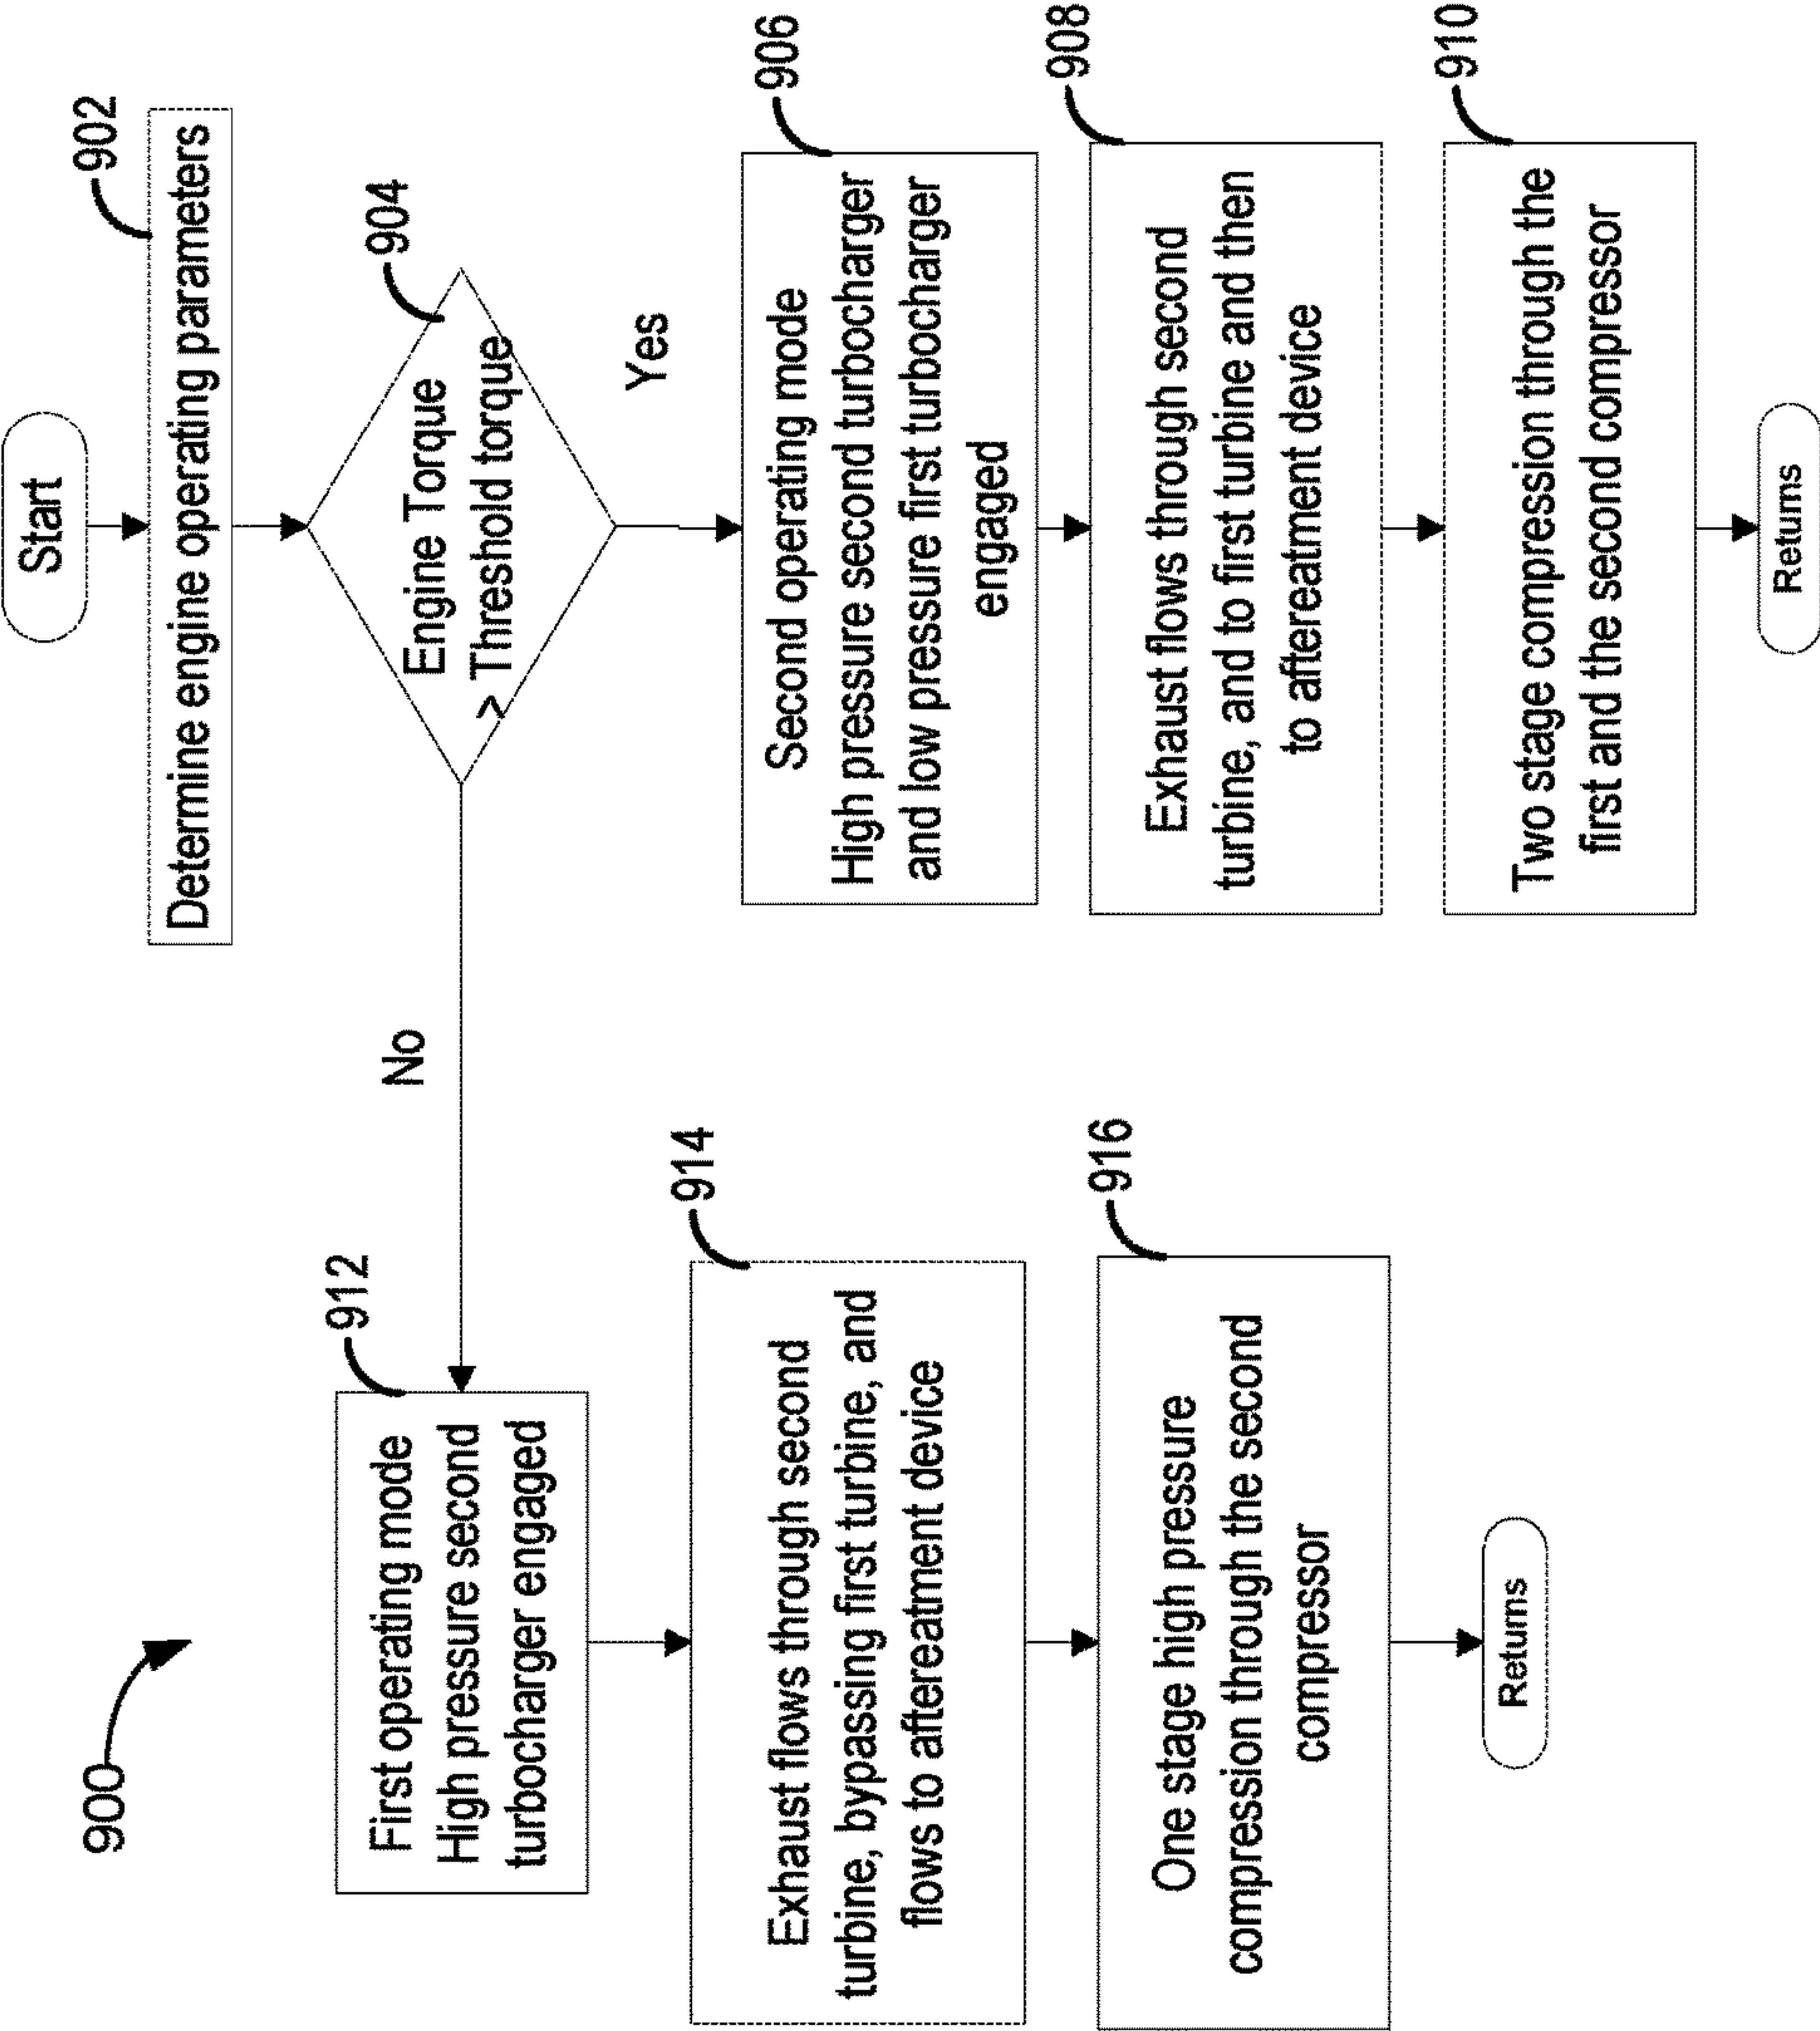 900
Start
902
Determine engine operating parameters
904
Engine Torque
> Threshold torque
No
Yes
912
First operating mode
High pressure second
turbocharger engaged
914
Exhaust flows through second
turbine, bypassing first turbine, and
flows to aftereatment device
916
One stage high pressure
compression through the second
compressor
Returns
906
Second operating mode
High pressure second turbocharger
and low pressure first turbocharger
engaged
908
Exhaust flows through second
turbine, and to first turbine and then
to aftereatment device
910
Two stage compression through the
first and the second compressor
Returns